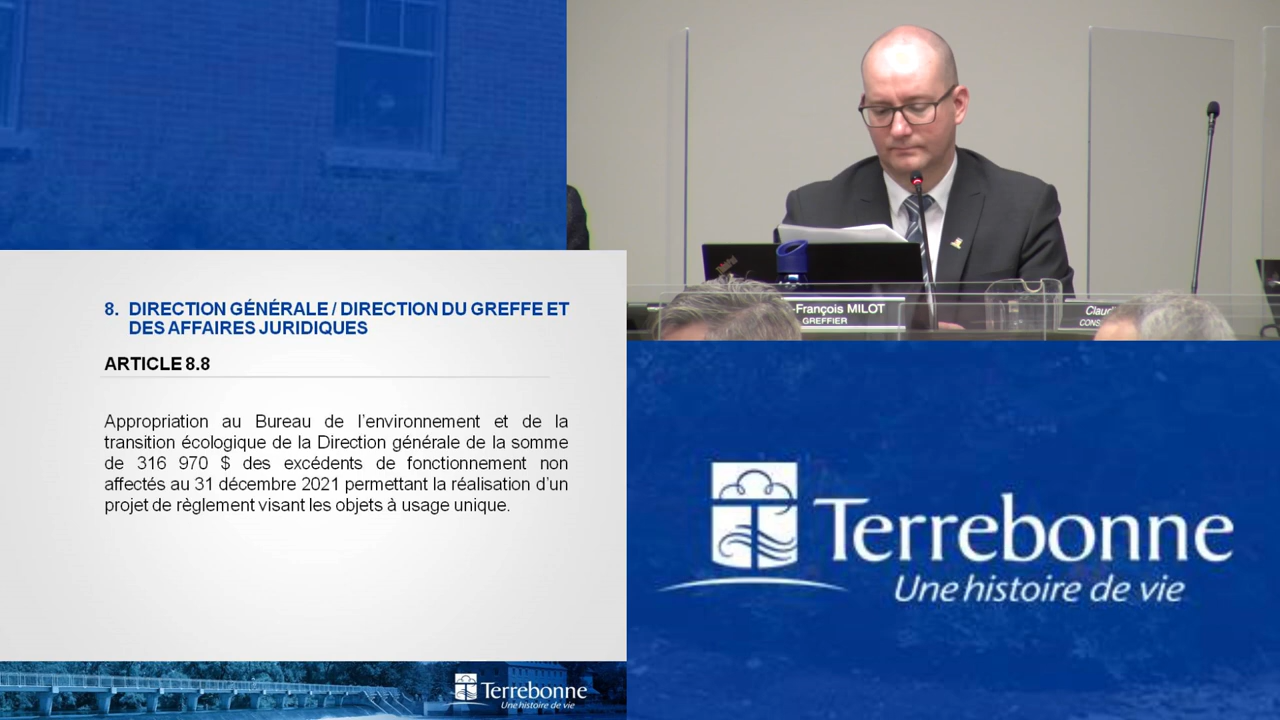 8. DIRECTION GÉNÉRALE / DIRECTION DU GREFFE ET
DES AFFAIRES JURIDIQUES
ARTICLE 8.8
Appropriation au Bureau de l'environnement et de la
transition écologique de la Direction générale de la somme
de 316 970 $ des excédents de fonctionnement non
affectés au 31 décembre 2021 permettant la réalisation d'un
projet de règlement visant les objets à usage unique.
Terrebonne
Une histoire de vie
-François MILOT
GREFFIER
ThinkPad
Terrebonne
Une histoire de vie